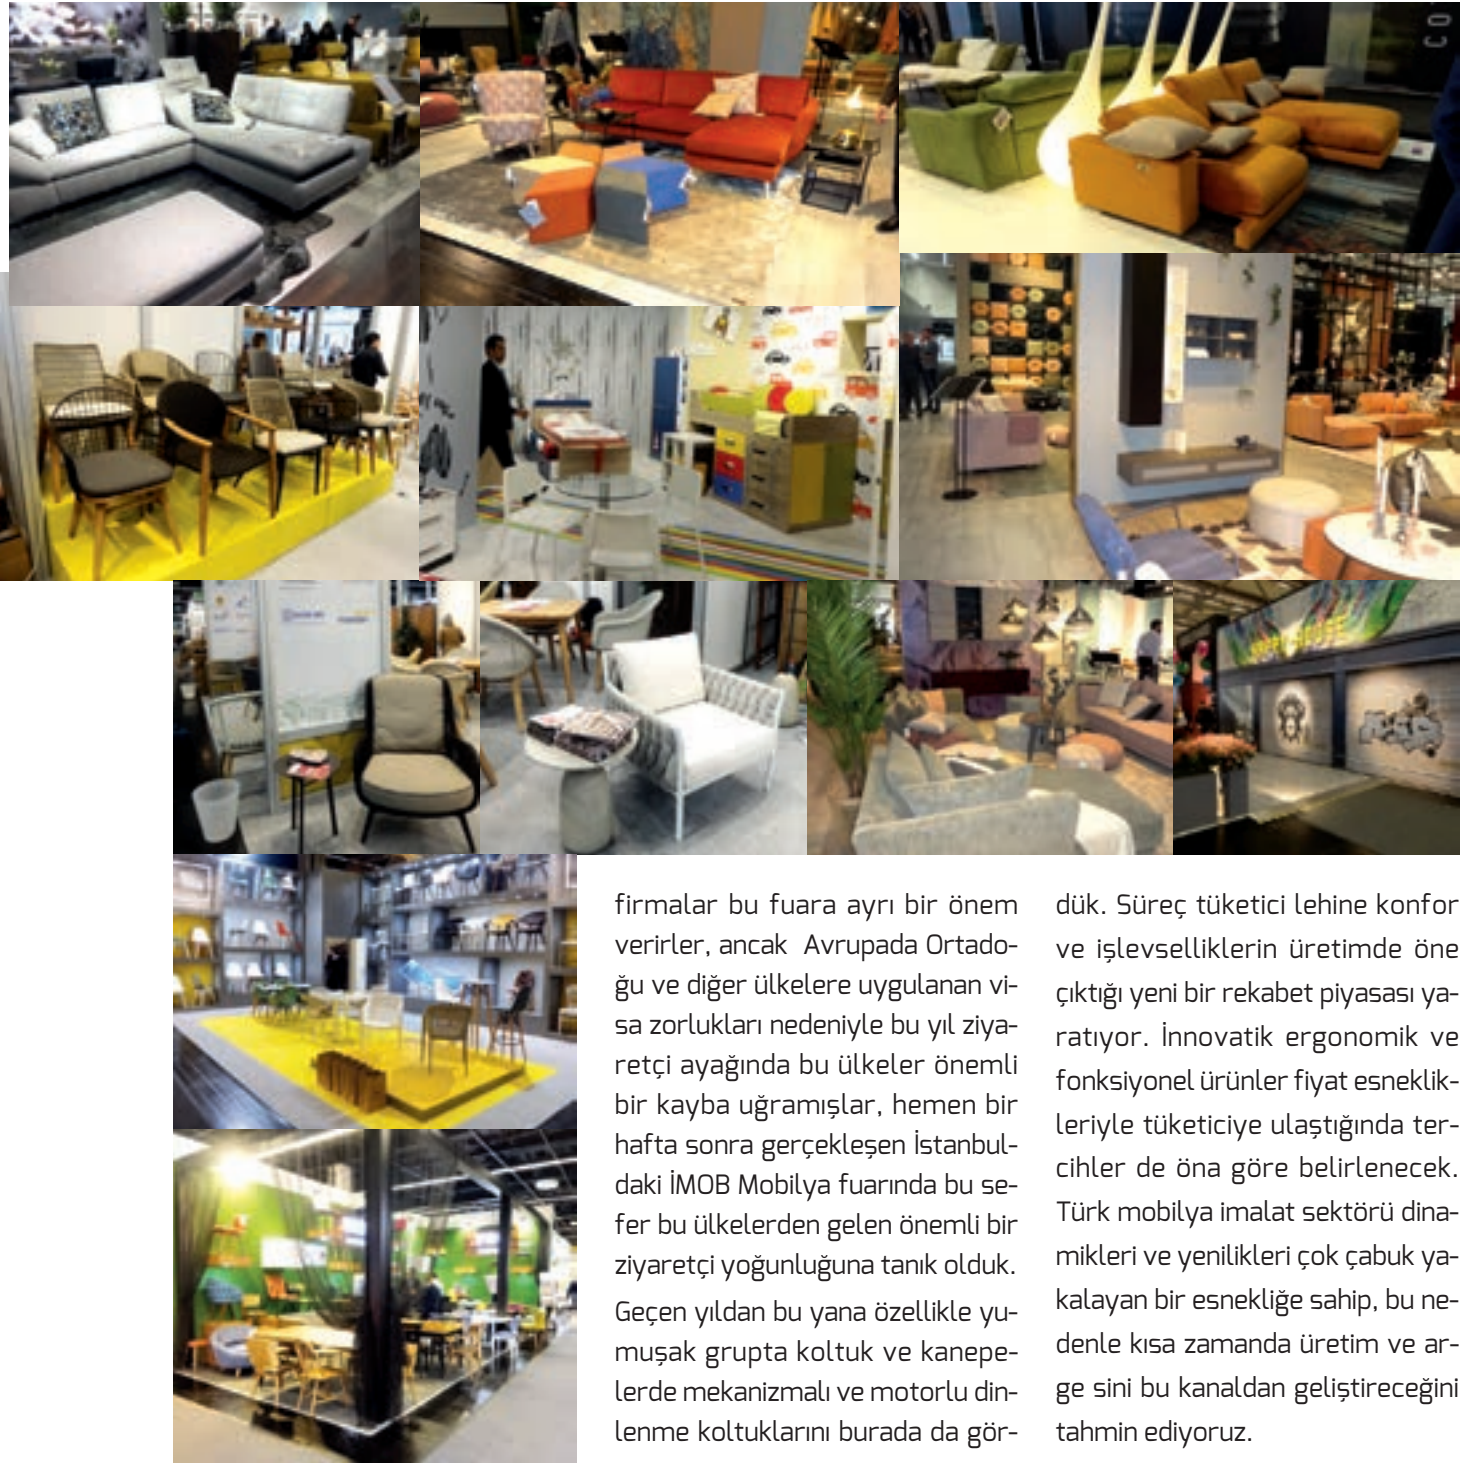 firmalar bu fuara ayrı bir önem
verirler, ancak Avrupada Ortado-
ğu ve diğer ülkelere uygulanan vi-
sa zorlukları nedeniyle bu yıl ziya-
retçi ayağında bu ülkeler önemli
bir kayba uğramışlar, hemen bir
hafta sonra gerçekleşen İstanbul-
daki İMOB Mobilya fuarında bu se-
fer bu ülkelerden gelen önemli bir
ziyaretçi yoğunluğuna tanık olduk.
Geçen yıldan bu yana özellikle yu-
muşak grupta koltuk ve kanepe-
lerde mekanizmalı ve motorlu din-
lenme koltuklarını burada da gör-
dük. Süreç tüketici lehine konfor
ve işlevselliklerin üretimde öne
çıktığı yeni bir rekabet piyasası ya-
ratıyor. İnnovatik ergonomik ve
fonksiyonel ürünler fiyat esneklik-
leriyle tüketiciye ulaştığında ter-
cihler de öna göre belirlenecek.
Türk mobilya imalat sektörü dina-
mikleri ve yenilikleri çok çabuk ya-
kalayan bir esnekliğe sahip, bu ne-
denle kısa zamanda üretim ve ar-
ge sini bu kanaldan geliştireceğini
tahmin ediyoruz.